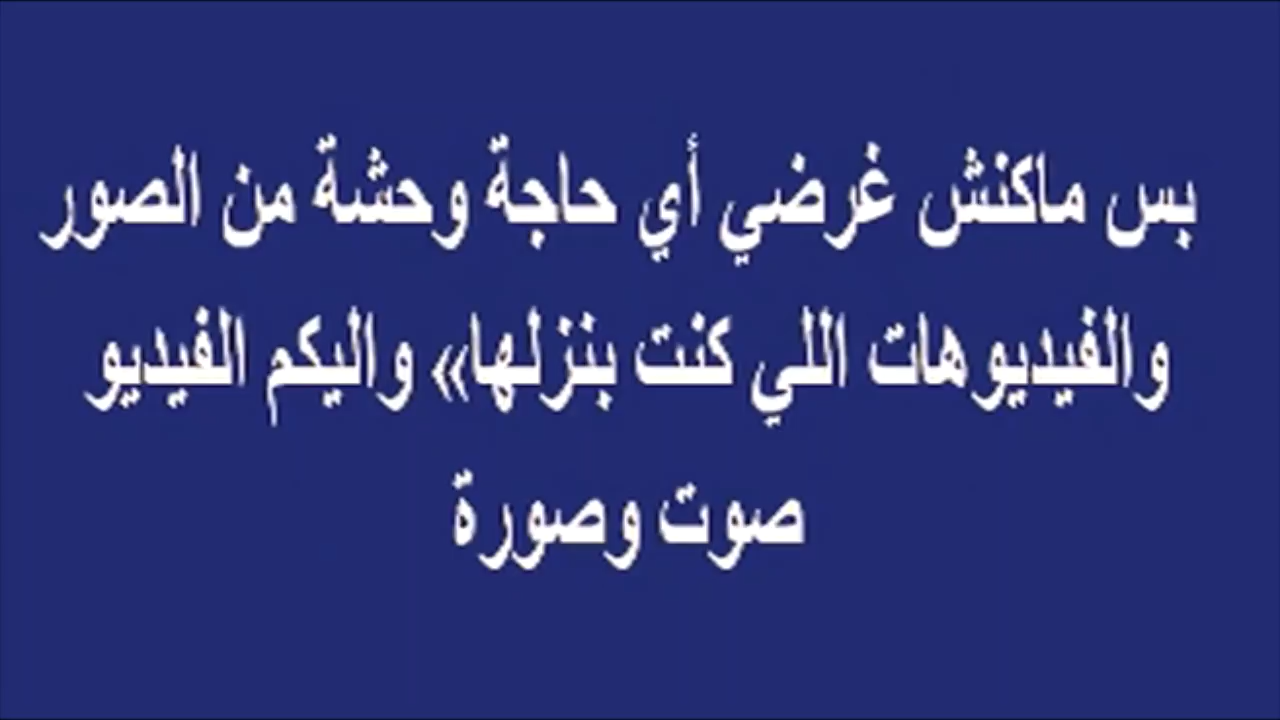 بس ماكنش غرضي أي حاجة وحشة من الصور
والفيديوهات اللي كنت بنزلها» واليكم الفيديو
صوت وصورة